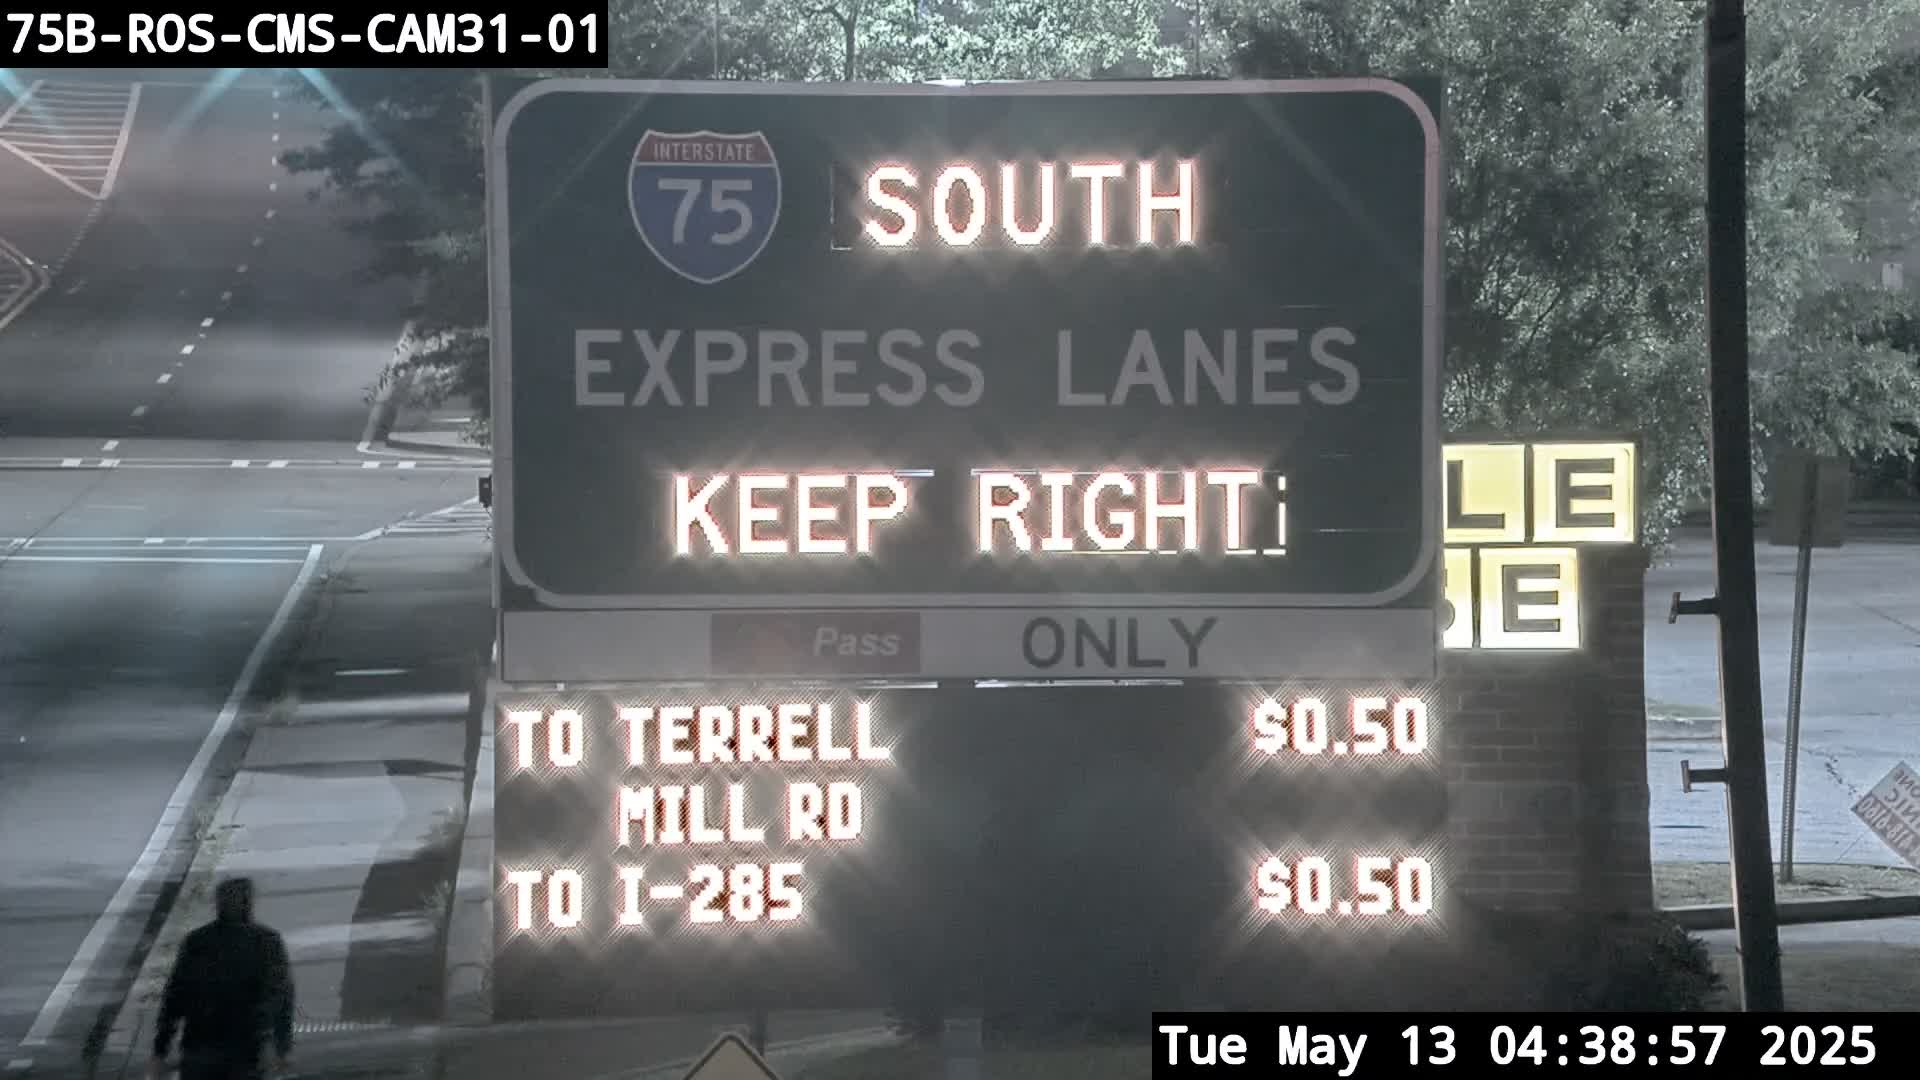 75B-ROS-CMS-CAM31-01
INTERSTATE
75
SOUTH
EXPRESS LANES
KEEP RIGHT
LE
E
Pass
ONLY
TO TERRELL $0.50
MILL RD
TO I-285 $0.50
Tue May 13 04:38:57 2025